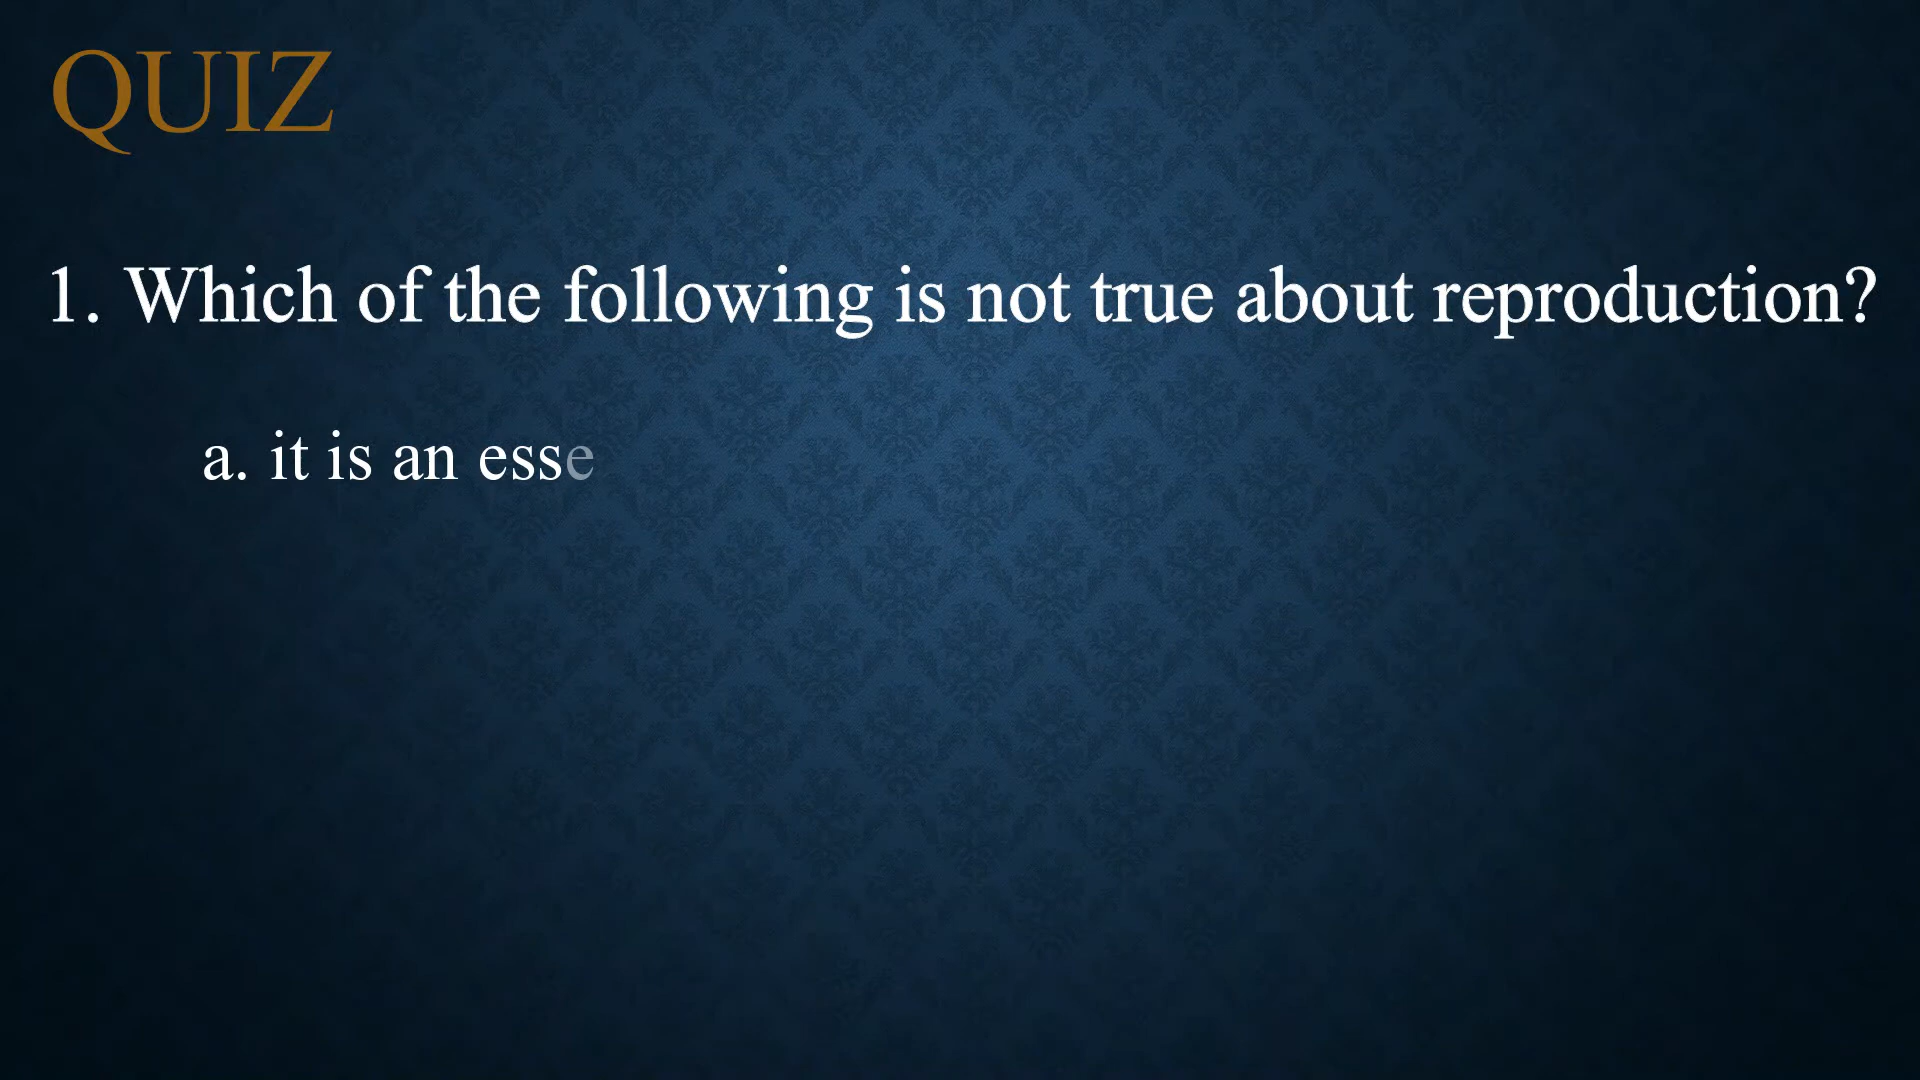 QUIZ
1. Which of the following is not true about reproduction?
a. it is an esse